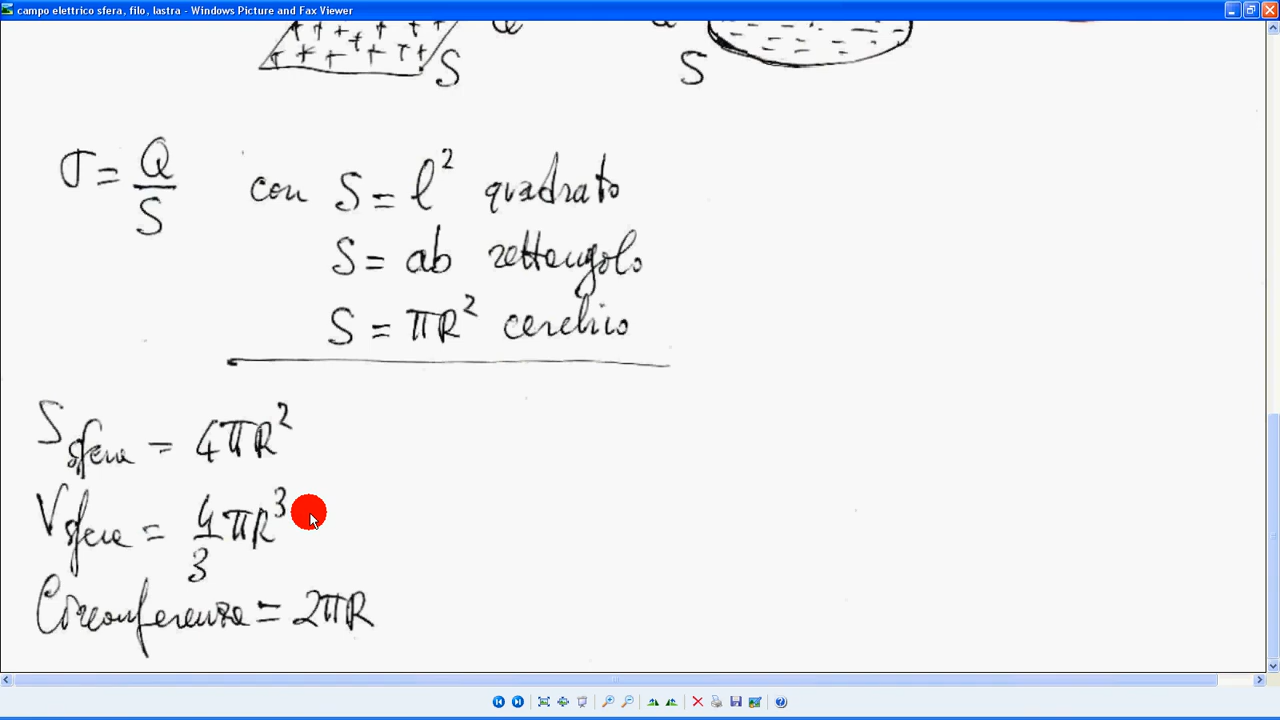 campo elettrico sfera, filo, lastra - Windows Picture and Fax Viewer
S
S
σ = Q/S con S = l² quadrato
S = ab rettangolo
S = πR² cerchio
S sfera = 4πR²
V sfera = 4/3 πR³
Circonferenza = 2πR